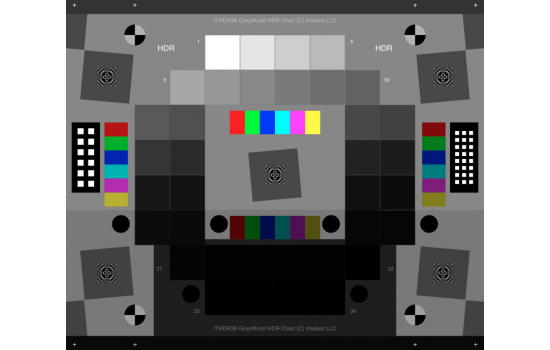 ITHDR36 GreyWorld HDR Chart (C) Imatest LLC
1 4
HDR HDR
5 10
27 32
33 36
ITHDR36 GreyWorld HDR Chart (C) Imatest LLC